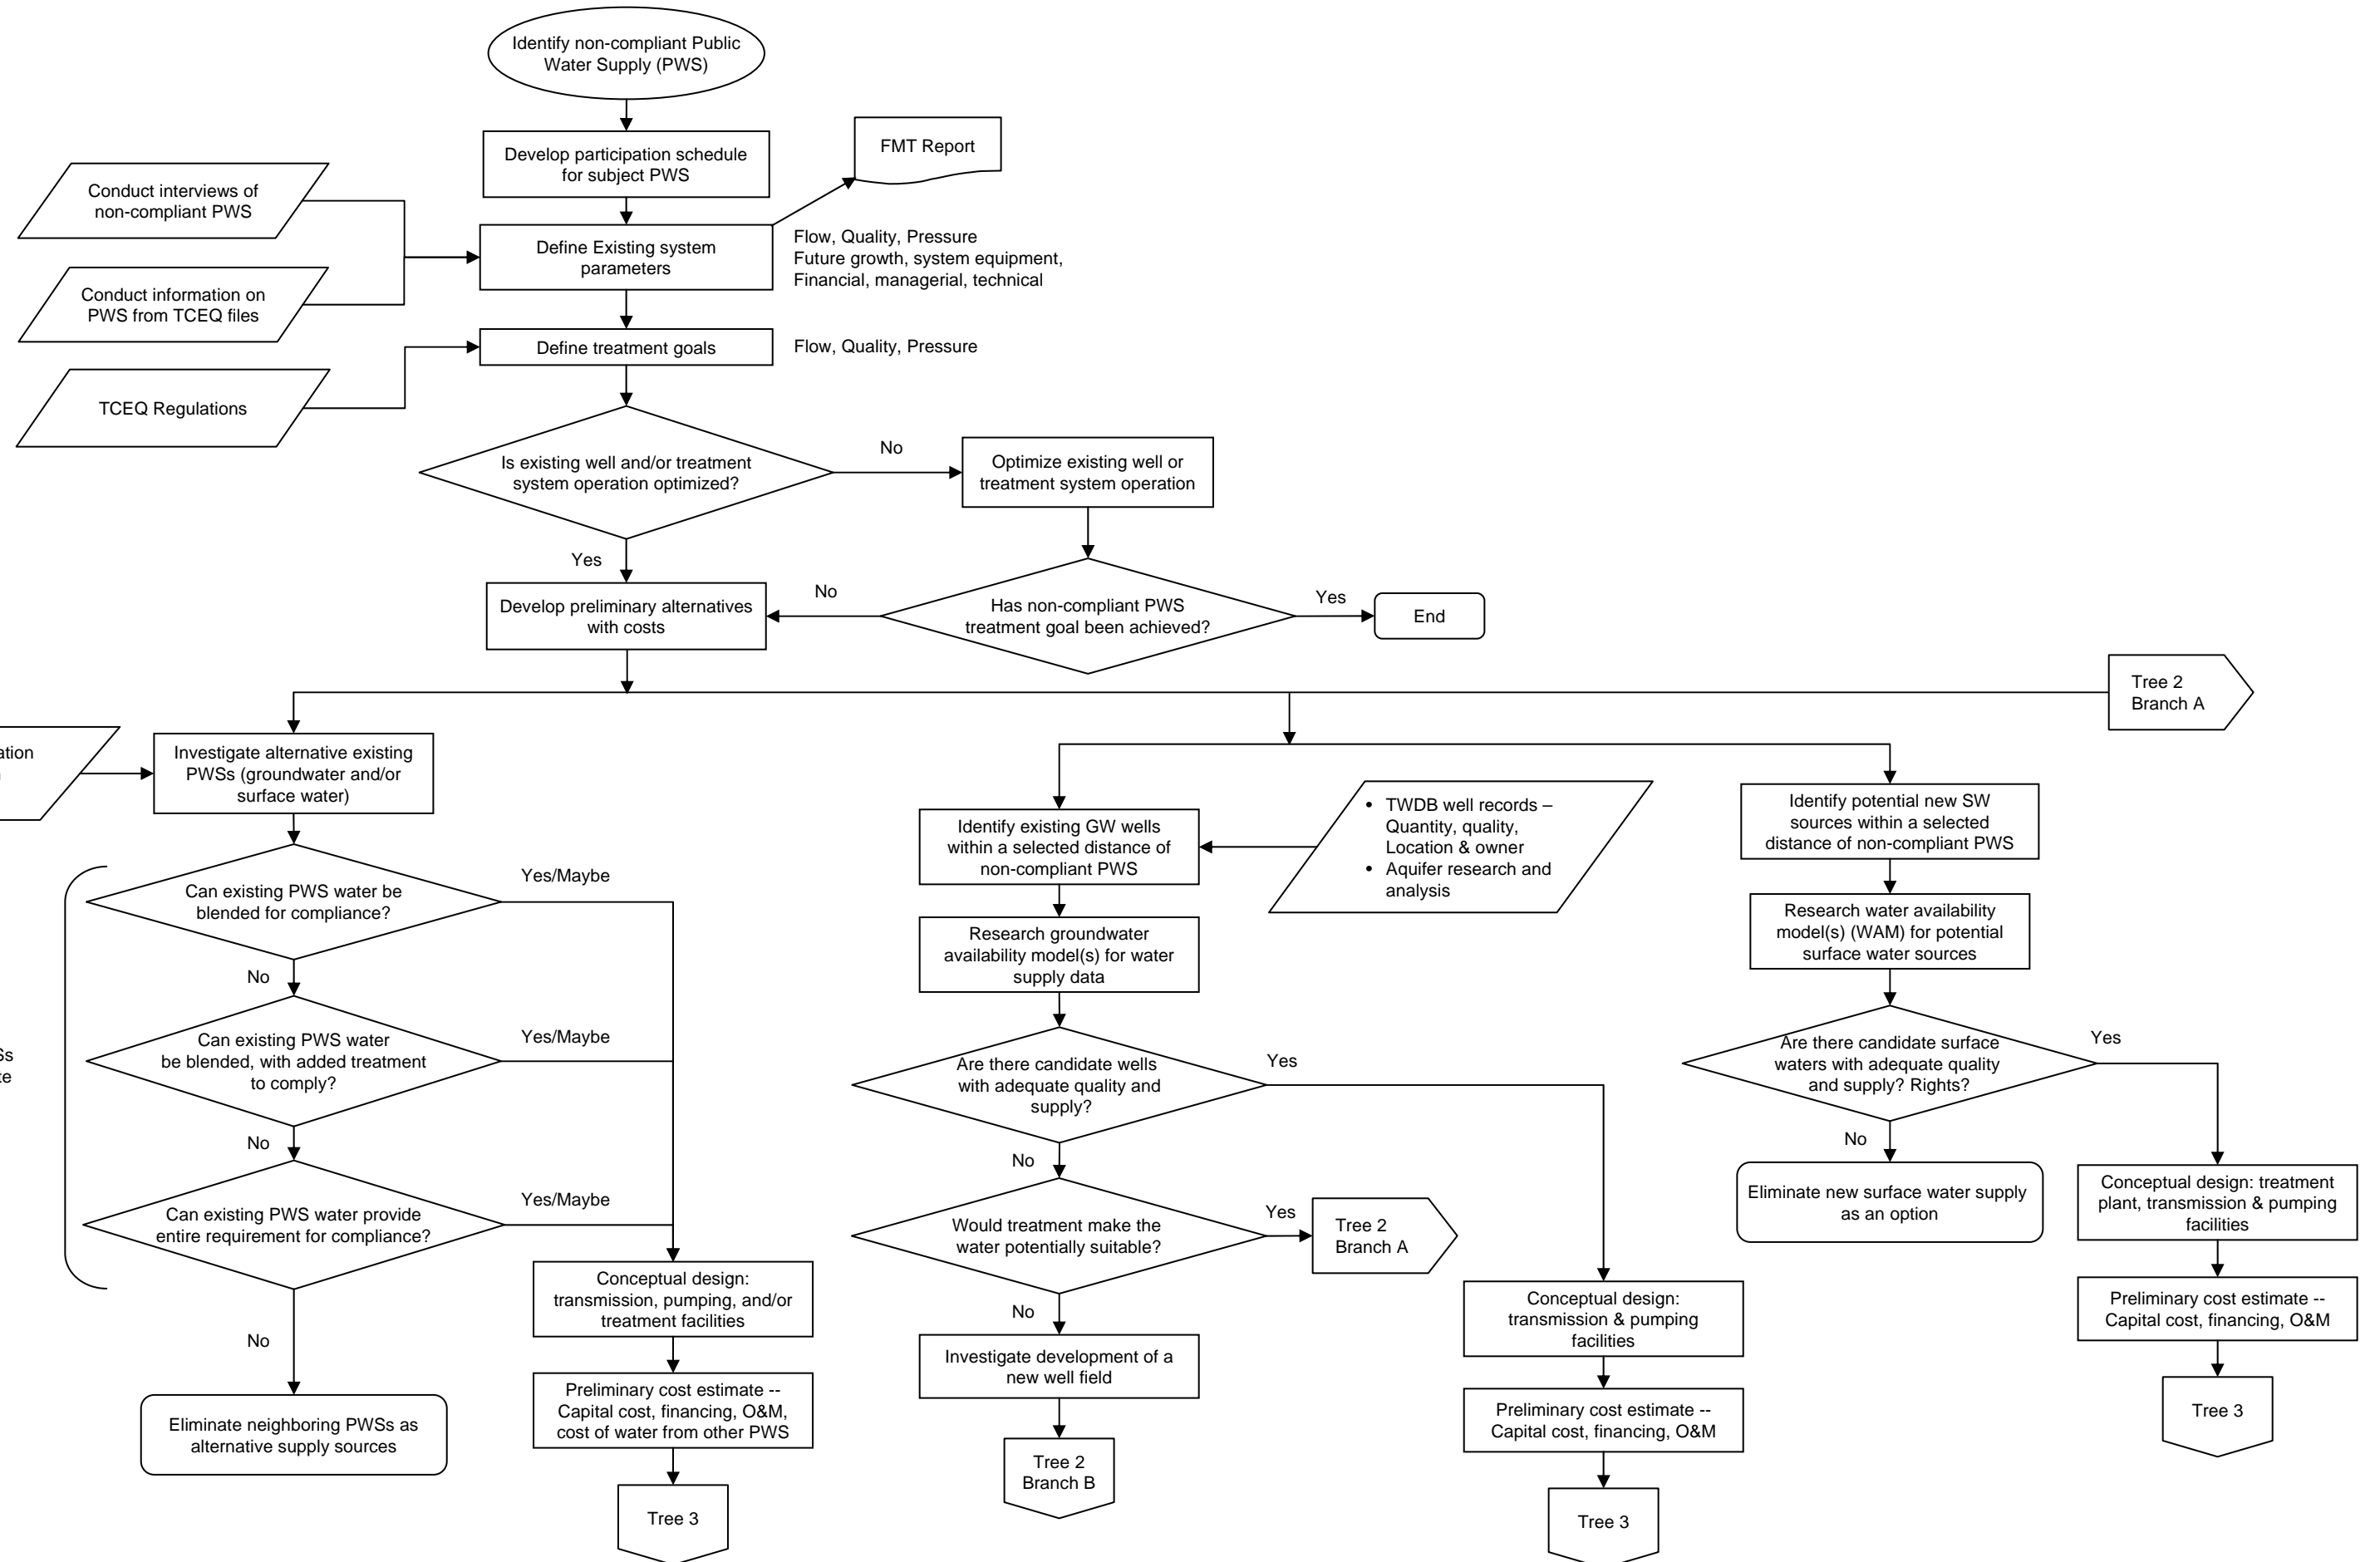 Identify non-compliant Public
Water Supply (PWS)
Develop participation schedule
for subject PWS
FMT Report
Conduct interviews of
non-compliant PWS
Define Existing system
parameters
Flow, Quality, Pressure
Future growth, system equipment,
Financial, managerial, technical
Conduct information on
PWS from TCEQ files
Define treatment goals
Flow, Quality, Pressure
TCEQ Regulations
Is existing well and/or treatment
system operation optimized?
No
Optimize existing well or
treatment system operation
Yes
Develop preliminary alternatives
with costs
No
Has non-compliant PWS
treatment goal been achieved?
Yes
End
Tree 2
Branch A
Investigate alternative existing
PWSs (groundwater and/or
surface water)
Can existing PWS water be
blended for compliance?
Yes/Maybe
No
Can existing PWS water
be blended, with added treatment
to comply?
Yes/Maybe
No
Can existing PWS water provide
entire requirement for compliance?
Yes/Maybe
No
Eliminate neighboring PWSs as
alternative supply sources
Conceptual design:
transmission, pumping, and/or
treatment facilities
Preliminary cost estimate --
Capital cost, financing, O&M,
cost of water from other PWS
Tree 3
Identify existing GW wells
within a selected distance of
non-compliant PWS
• TWDB well records –
Quantity, quality,
Location & owner
• Aquifer research and
analysis
Research groundwater
availability model(s) for water
supply data
Are there candidate wells
with adequate quality and
supply?
Yes
No
Would treatment make the
water potentially suitable?
Yes
Tree 2
Branch A
No
Investigate development of a
new well field
Tree 2
Branch B
Conceptual design:
transmission & pumping
facilities
Preliminary cost estimate --
Capital cost, financing, O&M
Tree 3
Identify potential new SW
sources within a selected
distance of non-compliant PWS
Research water availability
model(s) (WAM) for potential
surface water sources
Are there candidate surface
waters with adequate quality
and supply? Rights?
Yes
No
Eliminate new surface water supply
as an option
Conceptual design: treatment
plant, transmission & pumping
facilities
Preliminary cost estimate --
Capital cost, financing, O&M
Tree 3